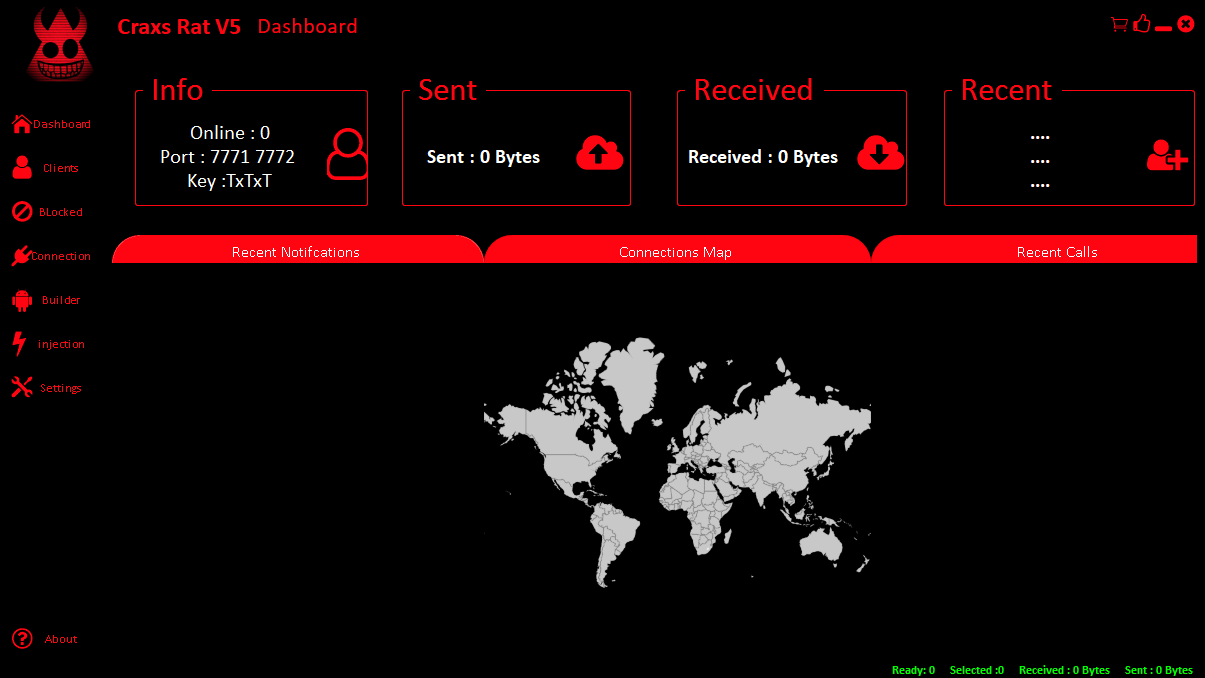 Craxs Rat V5 Dashboard
Info
Online : 0
Port : 7771 7772
Key :TxTxT
Sent
Sent : 0 Bytes
Received
Received : 0 Bytes
Recent
....
....
....
Dashboard
Clients
BLocked
Connection
Builder
injection
Settings
About
Recent Notifcations
Connections Map
Recent Calls
Ready: 0 Selected :0 Received : 0 Bytes Sent : 0 Bytes